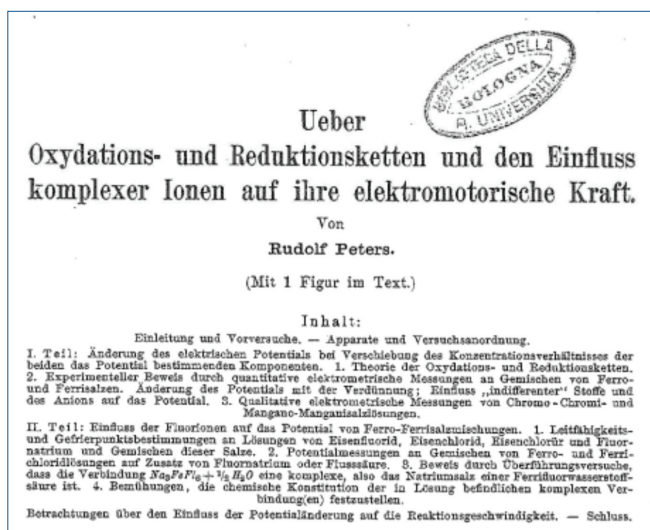 BIBLIOTECA DELLA
R. UNIVERSITA
BOLOGNA
Ueber
Oxydations- und Reduktionsketten und den Einfluss
komplexer Ionen auf ihre elektromotorische Kraft.
Von
Rudolf Peters.
(Mit 1 Figur im Text.)
Inhalt:
Einleitung und Vorversuche. — Apparate und Versuchsanordnung.
I. Teil: Änderung des elektrischen Potentials bei Verschiebung des Konzentrationsverhältnisses der
beiden das Potential bestimmenden Komponenten. 1. Theorie der Oxydations- und Reduktionsketten.
2. Experimenteller Beweis durch quantitative elektrometrische Messungen an Gemischen von Ferro-
und Ferrisalzen. Änderung des Potentials mit der Verdünnung; Einfluss „indifferenter“ Stoffe und
des Anions auf das Potential. 3. Qualitative elektrometrische Messungen von Chromo-Chromi- und
Mangano-Manganisalzlösungen.
II. Teil: Einfluss der Fluorionen auf das Potential von Ferro-Ferrisalzen. 1. Leitfähigkeits-
und Gefrierpunktsbestimmungen an Lösungen von Eisenfluorid, Eisenchlorid, Eisenchlorür und Fluor-
natrium und Gemischen dieser Salze. 2. Potentialmessungen an Gemischen von Ferro- und Ferri-
chloridlösungen auf Zusatz von Fluornatrium oder Flusssäure. 3. Beweis durch Überführungsversuche,
dass die Verbindung Na₃FeFl₆ + ½ H₂O eine komplexe, also das Natriumsalz einer Ferrifluorwasserstoff-
säure ist. 4. Bemühungen, die chemische Konstitution der in Lösung befindlichen komplexen Ver-
bindung(en) festzustellen.
Betrachtungen über den Einfluss der Potentialänderung auf die Reaktionsgeschwindigkeit. — Schluss.